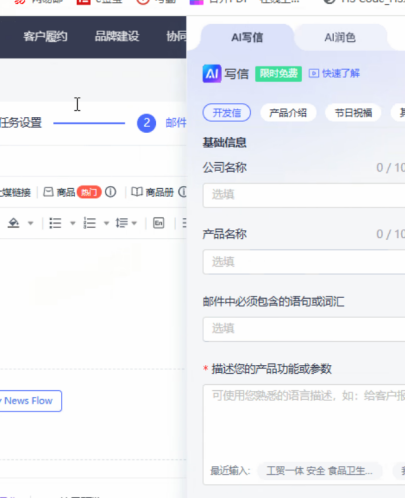 客户履约 品牌建设 协同
任务设置 2 邮件
媒链接 商品 热门 商品册
News Flow
AI写信 AI润色
AI 写信 限时免费 快速了解
开发信 产品介绍 节日祝福
基础信息
公司名称 0 / 10
选填
产品名称 0 / 10
选填
邮件中必须包含的语句或词汇
选填
* 描述您的产品功能或参数
可使用您熟悉的语言描述，如：给客户报
最近输入： 工贸一体 安全 食品卫生...